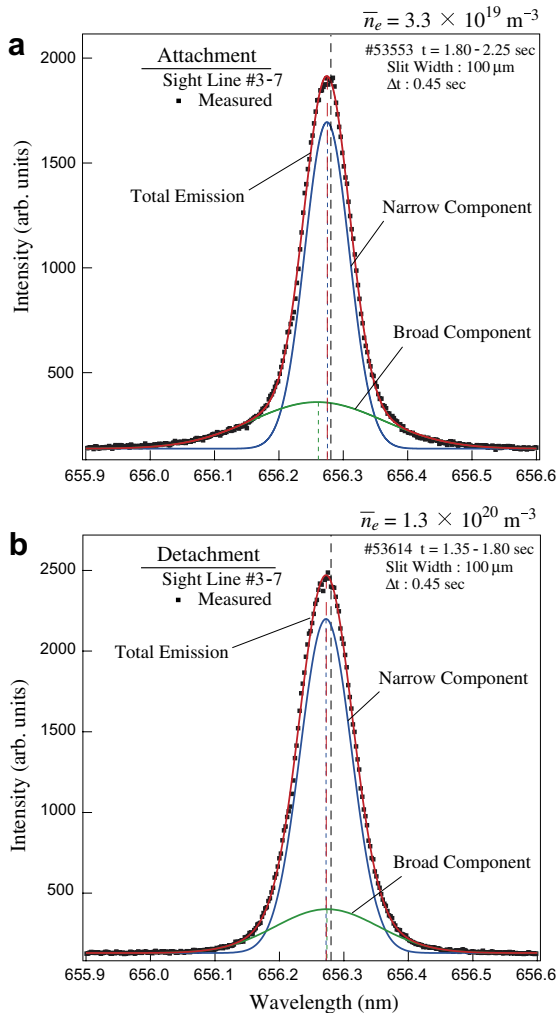 n̅ₑ = 3.3 × 10¹⁹ m⁻³
a
Attachment
Sight Line #3-7
▪ Measured
#53553 t = 1.80 - 2.25 sec
Slit Width : 100 μm
Δt : 0.45 sec
Total Emission
Narrow Component
Broad Component
Intensity (arb. units)
2000
1500
1000
500
655.9 656.0 656.1 656.2 656.3 656.4 656.5 656.6
n̅ₑ = 1.3 × 10²⁰ m⁻³
b
Detachment
Sight Line #3-7
▪ Measured
#53614 t = 1.35 - 1.80 sec
Slit Width : 100 μm
Δt : 0.45 sec
Total Emission
Narrow Component
Broad Component
Intensity (arb. units)
2500
2000
1500
1000
500
655.9 656.0 656.1 656.2 656.3 656.4 656.5 656.6
Wavelength (nm)